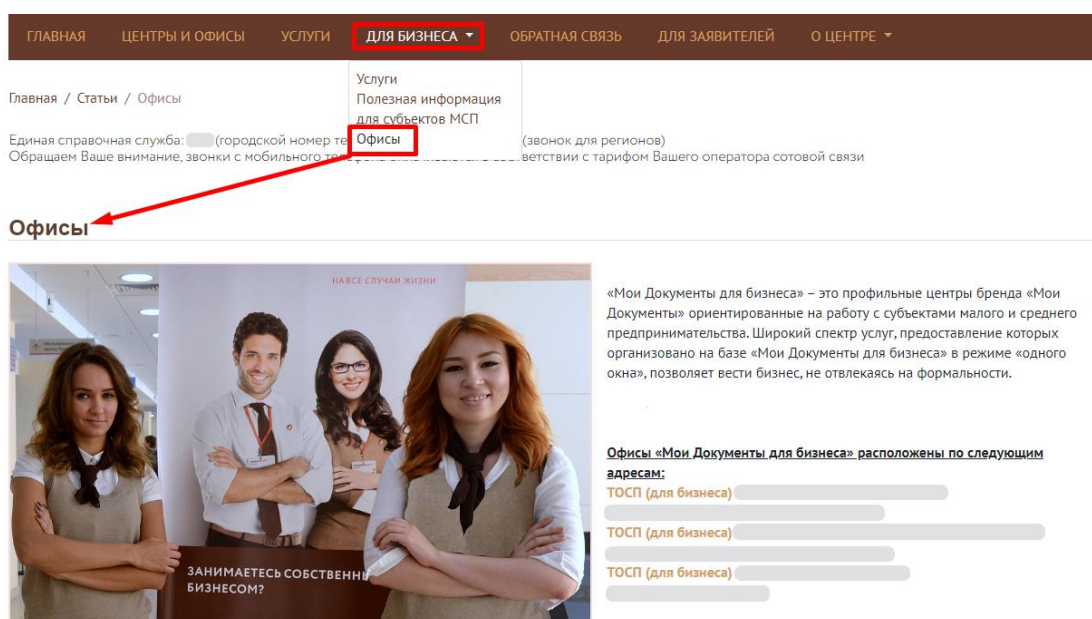 ГЛАВНАЯ ЦЕНТРЫ И ОФИСЫ УСЛУГИ ДЛЯ БИЗНЕСА ОБРАТНАЯ СВЯЗЬ ДЛЯ ЗАЯВИТЕЛЕЙ О ЦЕНТРЕ
Услуги
Полезная информация
для субъектов МСП
Офисы
Главная / Статьи / Офисы
Единая справочная служба: (городской номер (звонок для регионов)
Обращаем Ваше внимание, звонки с мобильного с тарифом Вашего оператора сотовой связи
Офисы
НА ВСЕ СЛУЧАИ ЖИЗНИ
ЗАНИМАЕТЕСЬ СОБСТВЕНН
БИЗНЕСОМ?
«Мои Документы для бизнеса» – это профильные центры бренда «Мои
Документы» ориентированные на работу с субъектами малого и среднего
предпринимательства. Широкий спектр услуг, предоставление которых
организовано на базе «Мои Документы для бизнеса» в режиме «одного
окна», позволяет вести бизнес, не отвлекаясь на формальности.
Офисы «Мои Документы для бизнеса» расположены по следующим
адресам:
ТОСП (для бизнеса)
ТОСП (для бизнеса)
ТОСП (для бизнеса)